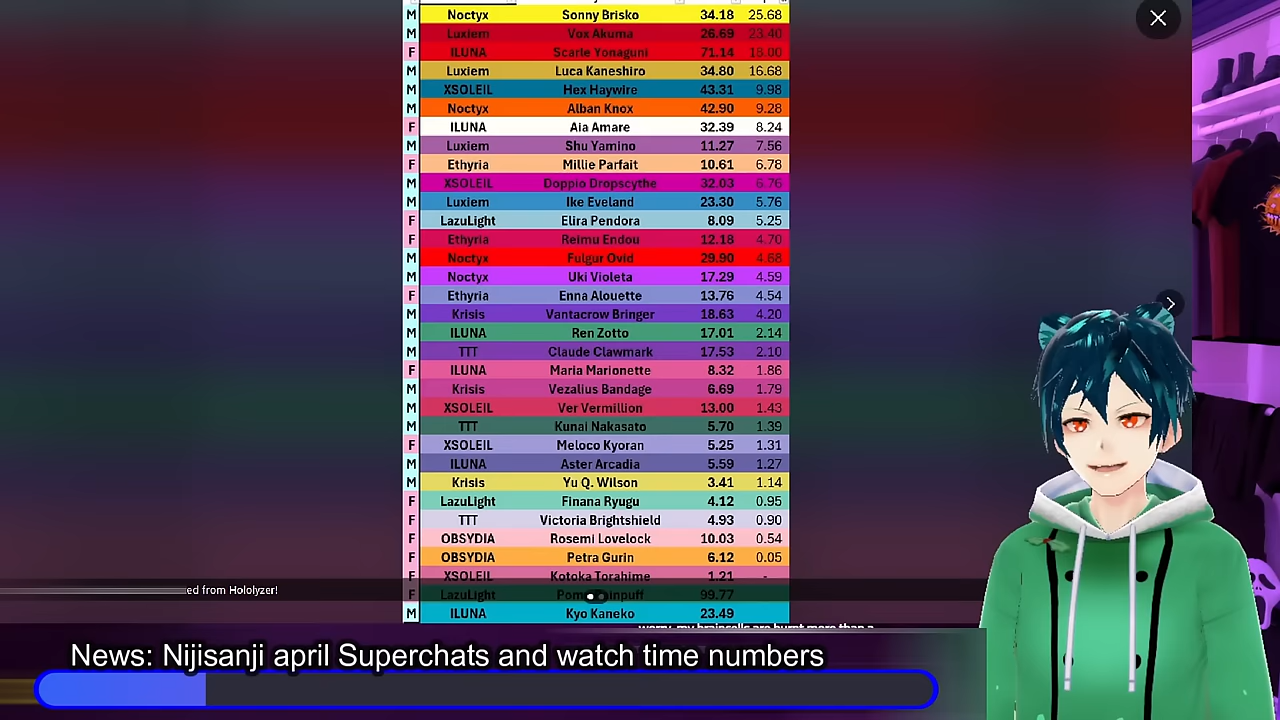 M Noctyx Sonny Brisko 34.18 25.68
M Luxiem Vox Akuma 26.69 23.40
F ILUNA Scarle Yonaguni 71.14 18.00
M Luxiem Luca Kaneshiro 34.80 16.68
M XSOLEIL Hex Haywire 43.31 9.98
M Noctyx Alban Knox 42.90 9.28
F ILUNA Aia Amare 32.39 8.24
M Luxiem Shu Yamino 11.27 7.56
F Ethyria Millie Parfait 10.61 6.78
M XSOLEIL Doppio Dropscythe 32.03 6.76
M Luxiem Ike Eveland 23.30 5.76
F LazuLight Elira Pendora 8.09 5.25
F Ethyria Reimu Endou 12.18 4.70
M Noctyx Fulgur Ovid 29.90 4.68
M Noctyx Uki Violeta 17.29 4.59
F Ethyria Enna Alouette 13.76 4.54
M Krisis Vantacrow Bringer 18.63 4.20
M ILUNA Ren Zotto 17.01 2.14
M TTT Claude Clawmark 17.53 2.10
F ILUNA Maria Marionette 8.32 1.86
M Krisis Vezalius Bandage 6.69 1.79
M XSOLEIL Ver Vermillion 13.00 1.43
M TTT Kunai Nakasato 5.70 1.39
F XSOLEIL Meloco Kyoran 5.25 1.31
M ILUNA Aster Arcadia 5.59 1.27
M Krisis Yu Q. Wilson 3.41 1.14
F LazuLight Finana Ryugu 4.12 0.95
F TTT Victoria Brightshield 4.93 0.90
F OBSYDIA Rosemi Lovelock 10.03 0.54
F OBSYDIA Petra Gurin 6.12 0.05
F XSOLEIL Kotoka Torahime 1.21 -
ed from Hololyzer!
F LazuLight 99.77
M ILUNA Kyo Kaneko 23.49
News: Nijisanji april Superchats and watch time numbers